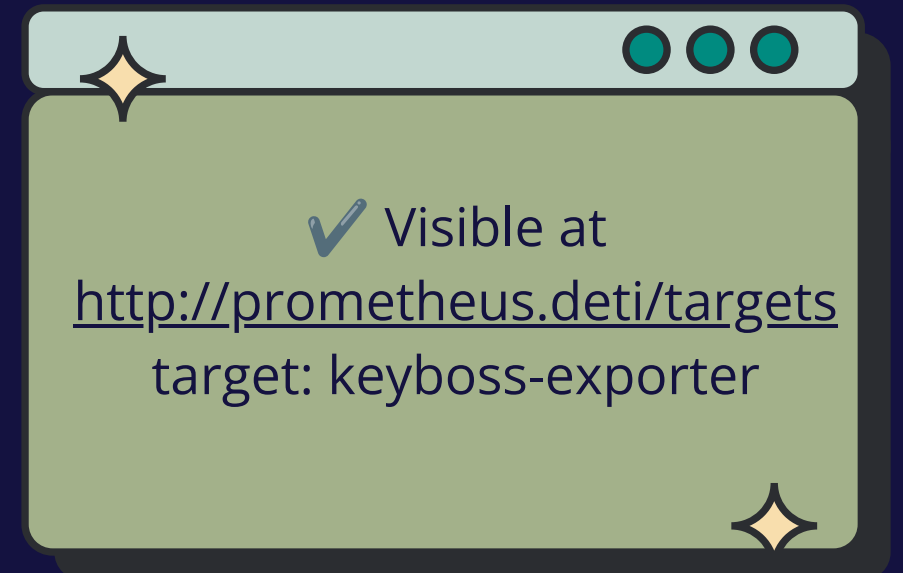 ✔️ Visible at
http://prometheus.deti/targets
target: keyboss-exporter